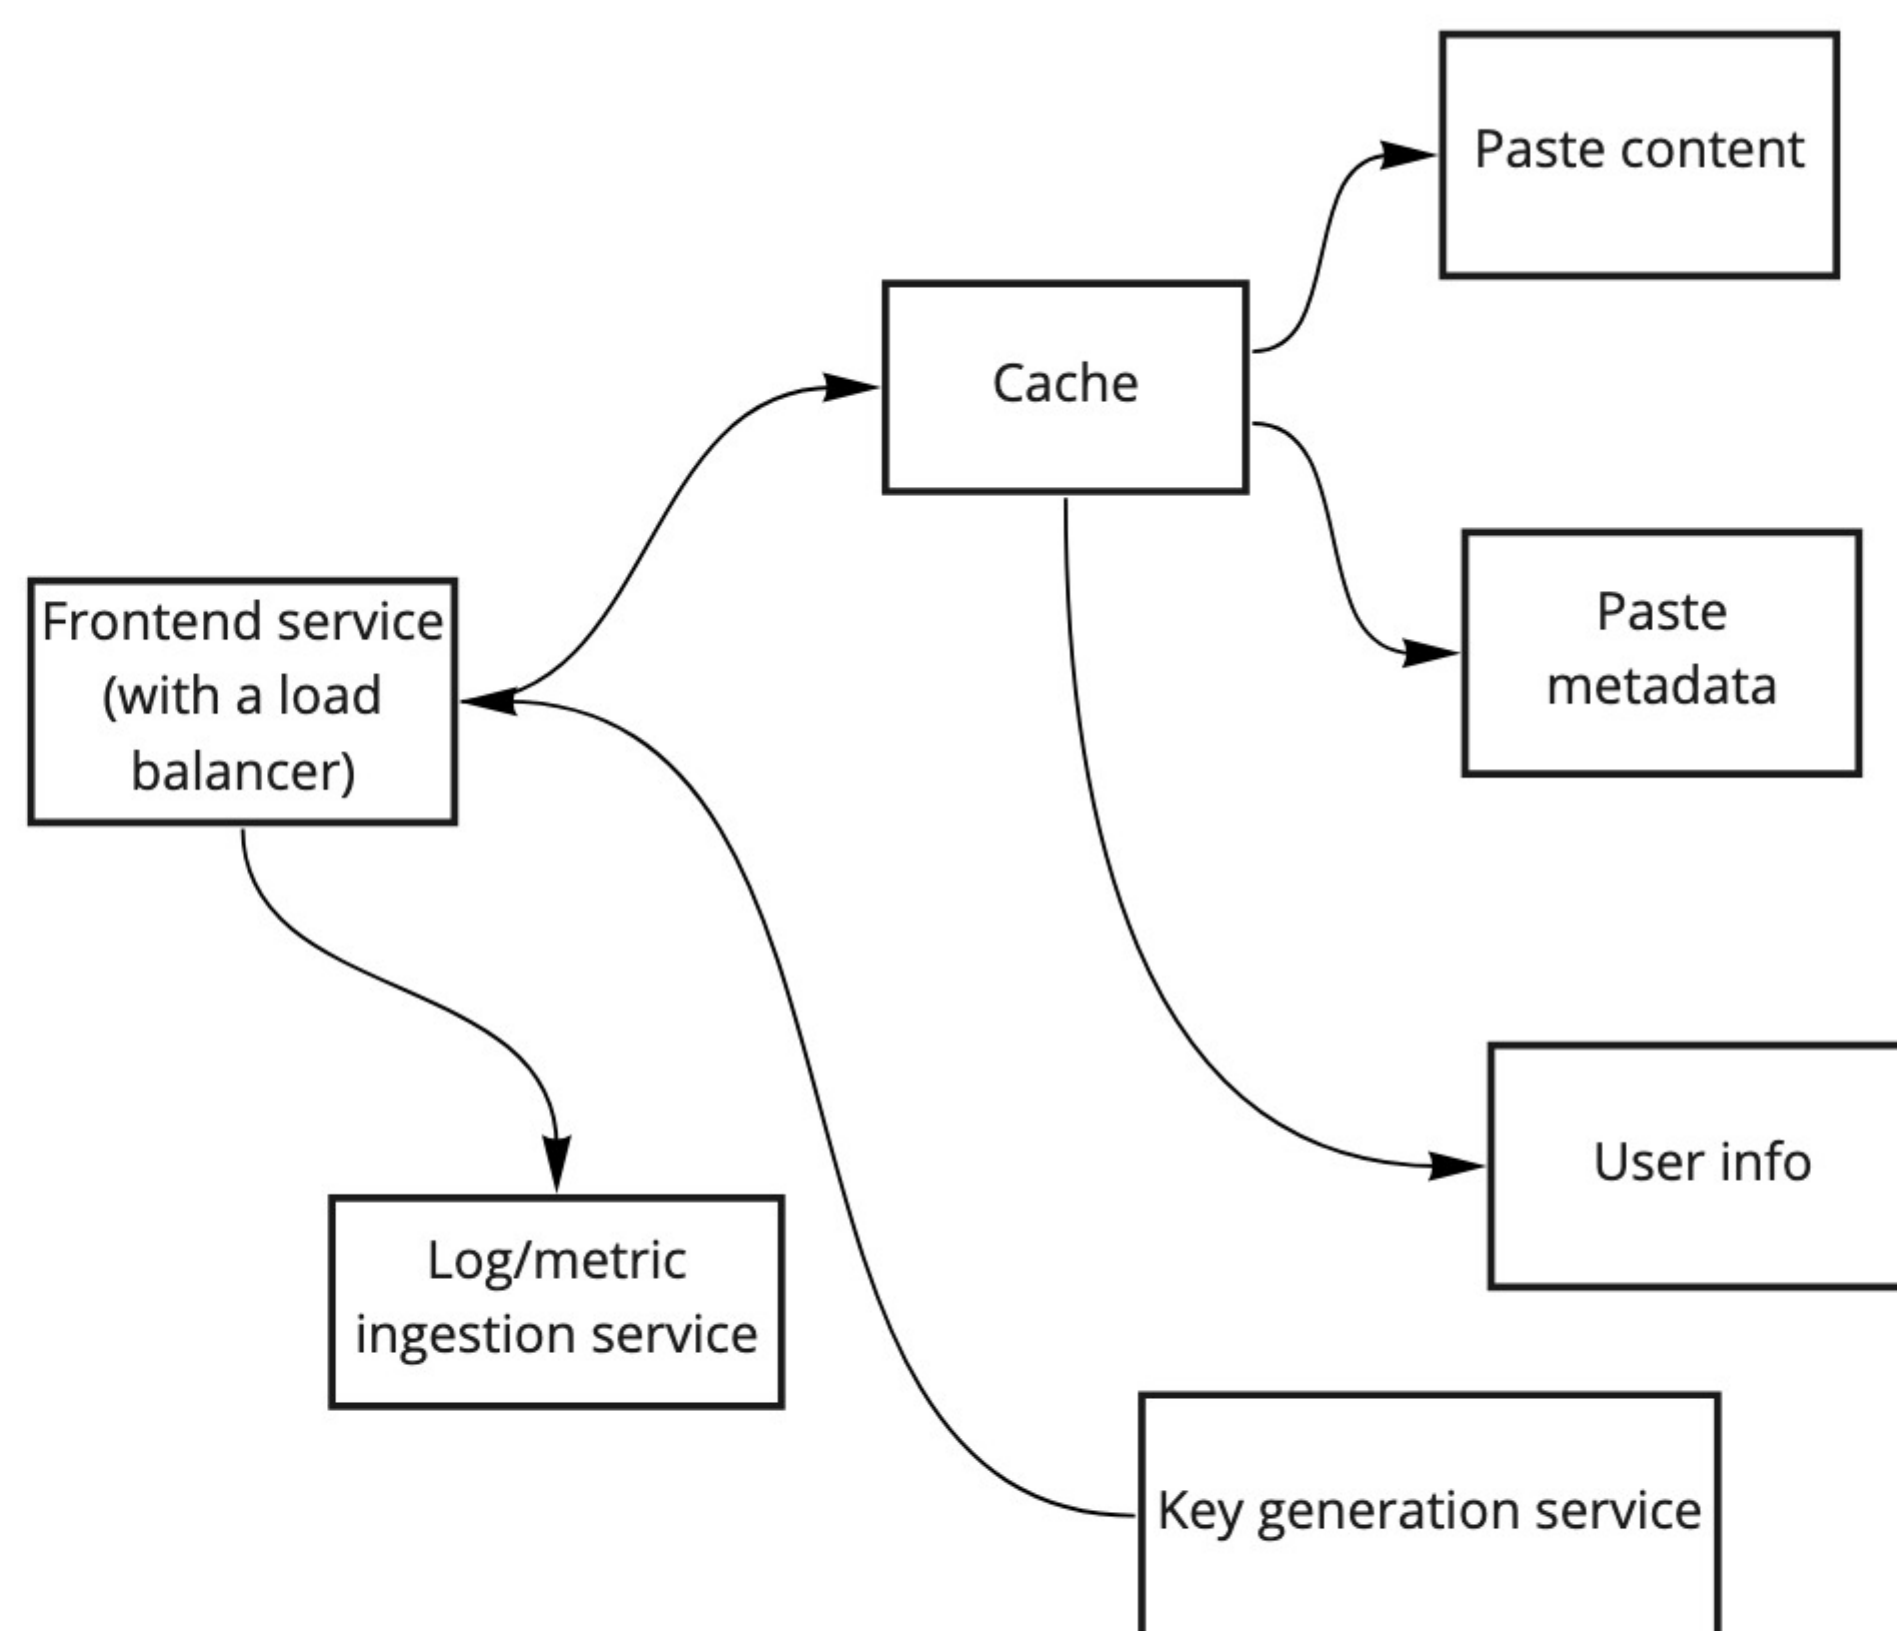 Paste content
Cache
Paste
metadata
Frontend service
(with a load
balancer)
User info
Log/metric
ingestion service
Key generation service